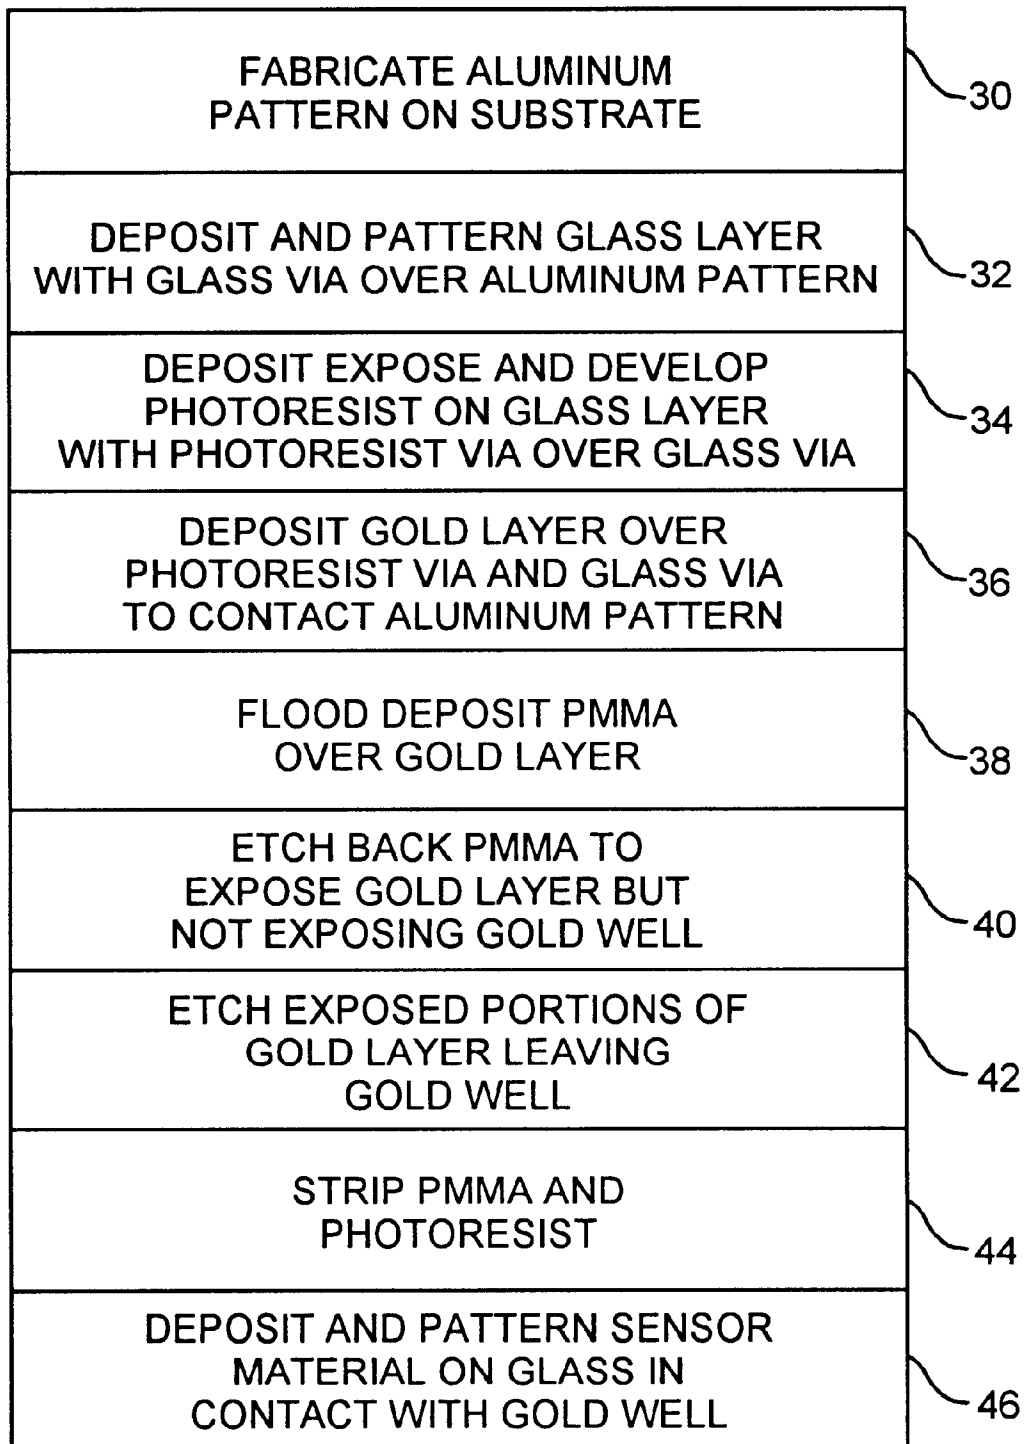 FABRICATE ALUMINUM
PATTERN ON SUBSTRATE
30
DEPOSIT AND PATTERN GLASS LAYER
WITH GLASS VIA OVER ALUMINUM PATTERN
32
DEPOSIT EXPOSE AND DEVELOP
PHOTORESIST ON GLASS LAYER
WITH PHOTORESIST VIA OVER GLASS VIA
34
DEPOSIT GOLD LAYER OVER
PHOTORESIST VIA AND GLASS VIA
TO CONTACT ALUMINUM PATTERN
36
FLOOD DEPOSIT PMMA
OVER GOLD LAYER
38
ETCH BACK PMMA TO
EXPOSE GOLD LAYER BUT
NOT EXPOSING GOLD WELL
40
ETCH EXPOSED PORTIONS OF
GOLD LAYER LEAVING
GOLD WELL
42
STRIP PMMA AND
PHOTORESIST
44
DEPOSIT AND PATTERN SENSOR
MATERIAL ON GLASS IN
CONTACT WITH GOLD WELL
46